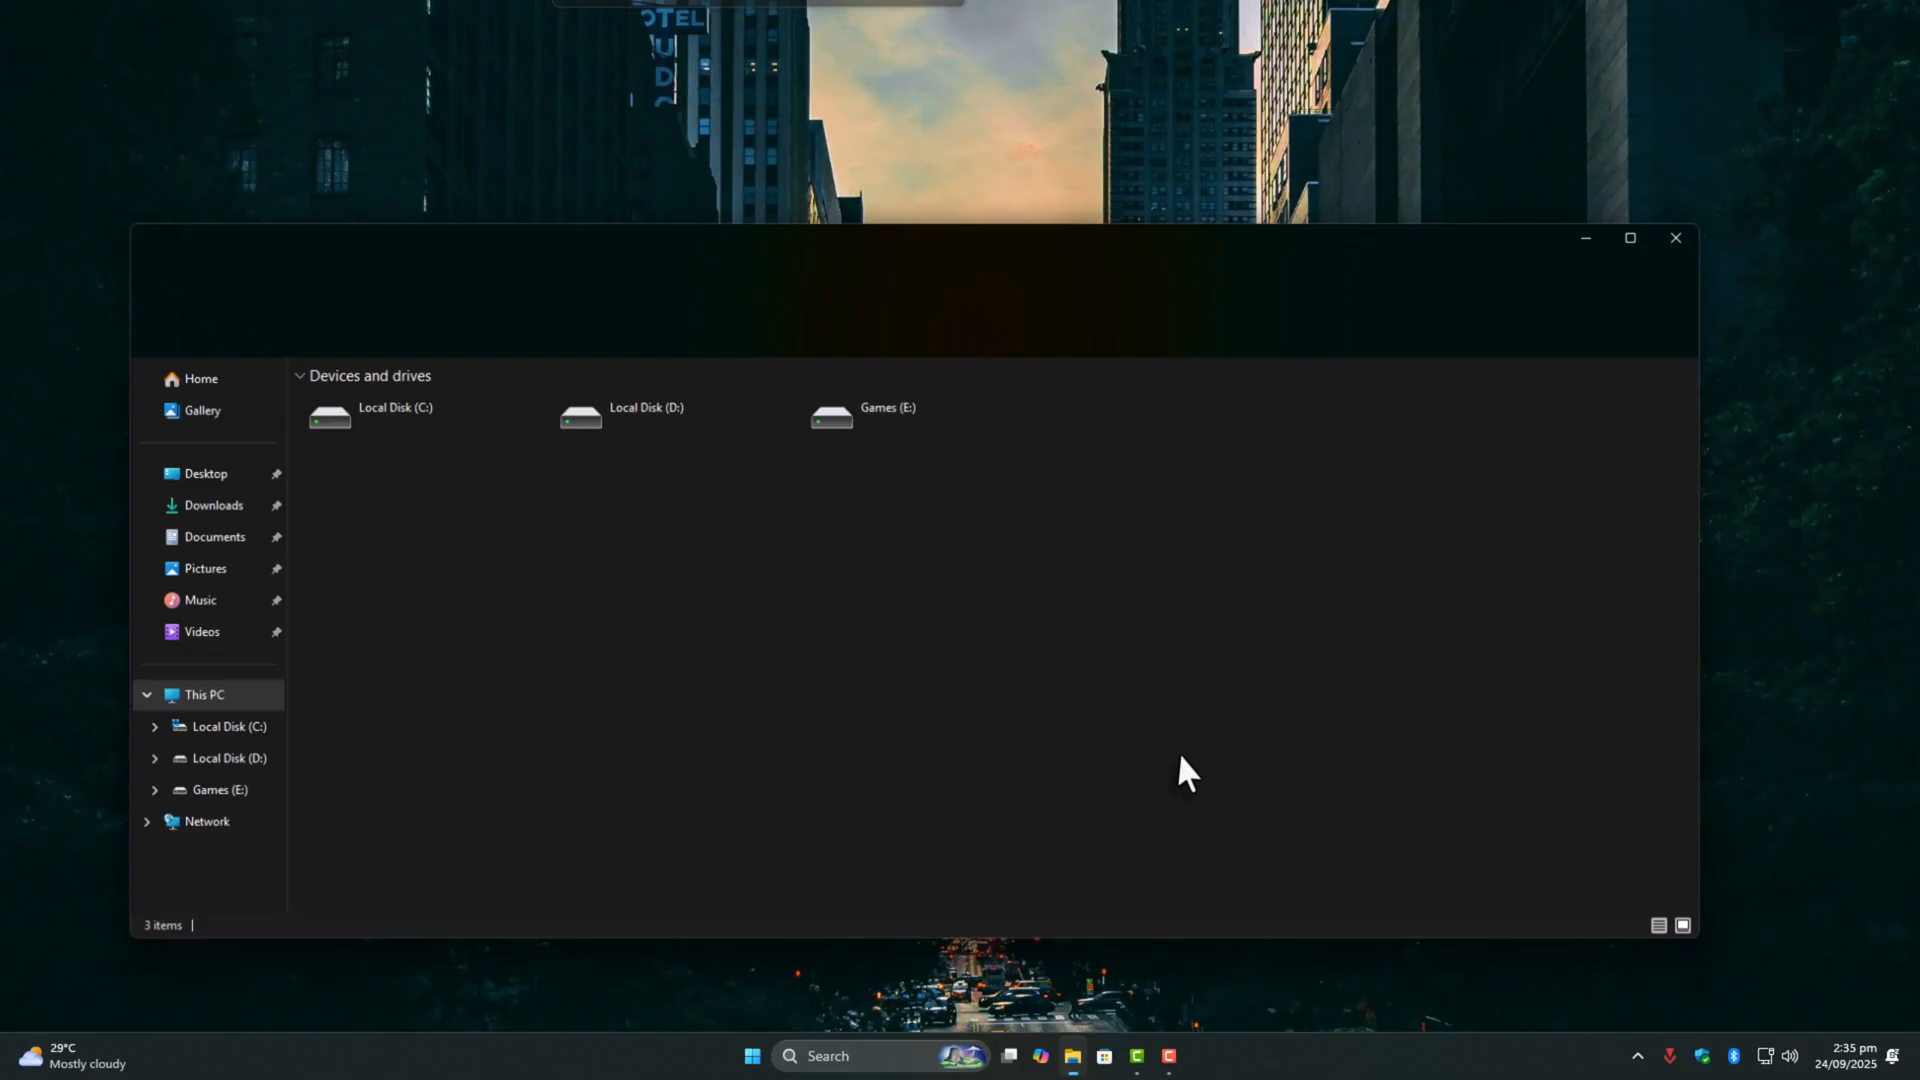 OTEL
U
D
Home
Gallery
Desktop
Downloads
Documents
Pictures
Music
Videos
This PC
Local Disk (C:)
Local Disk (D:)
Games (E:)
Network
Devices and drives
Local Disk (C:)
Local Disk (D:)
Games (E:)
3 items
29°C
Mostly cloudy
Search
2:35 pm
24/09/2025